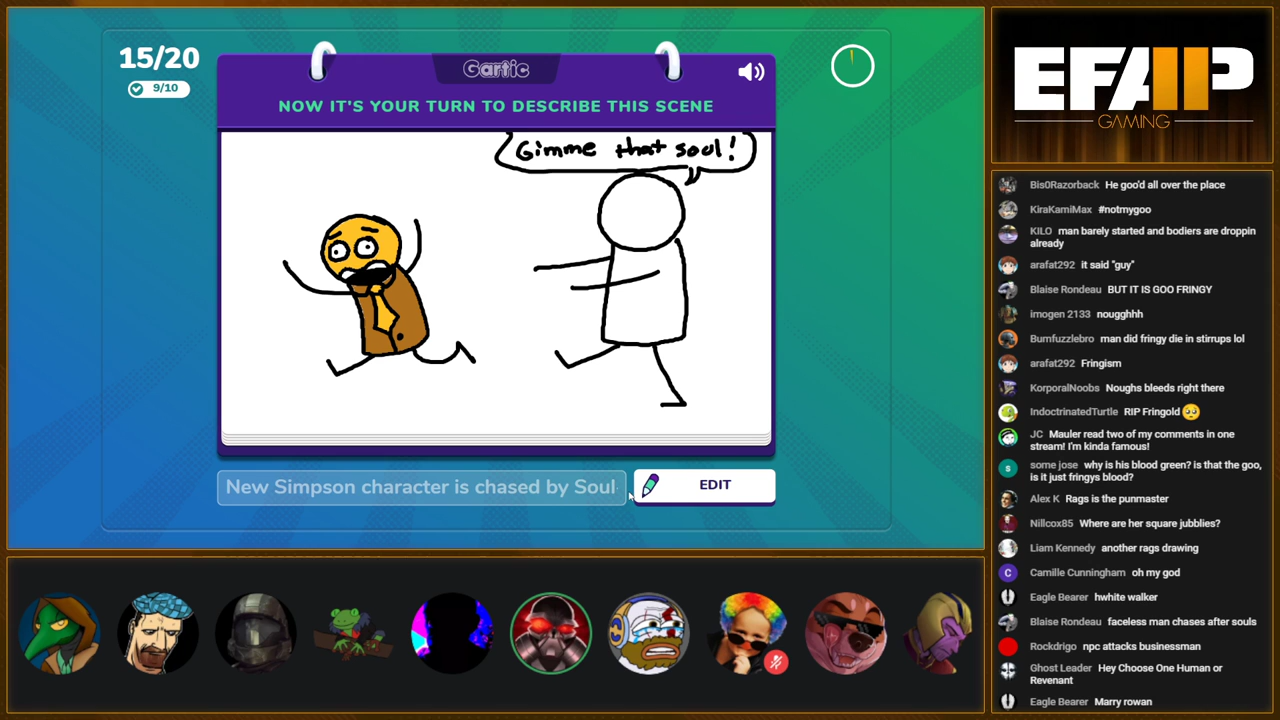 15/20
9/10
Gartic
NOW IT'S YOUR TURN TO DESCRIBE THIS SCENE
Gimme that soul!
New Simpson character is chased by Soul
EDIT
EFAP
GAMING
Bis0Razorback He goo'd all over the place
KiraKamiMax #notmygoo
KILO man barely started and bodiers are droppin
already
arafat292 it said "guy"
Blaise Rondeau BUT IT IS GOO FRINGY
imogen 2133 nougghhh
Bumfuzzlebro man did fringy die in stirrups lol
arafat292 Fringism
KorporalNoobs Noughs bleeds right there
IndoctrinatedTurtle RIP Fringold 🥺
JC Mauler read two of my comments in one
stream! I'm kinda famous!
s
some jose why is his blood green? is that the goo,
is it just fringys blood?
Alex K Rags is the punmaster
Nillcox85 Where are her square jubblies?
Liam Kennedy another rags drawing
C
Camille Cunningham oh my god
Eagle Bearer hwhite walker
Blaise Rondeau faceless man chases after souls
Rockdrigo npc attacks businessman
Ghost Leader Hey Choose One Human or
Revenant
Eagle Bearer Marry rowan